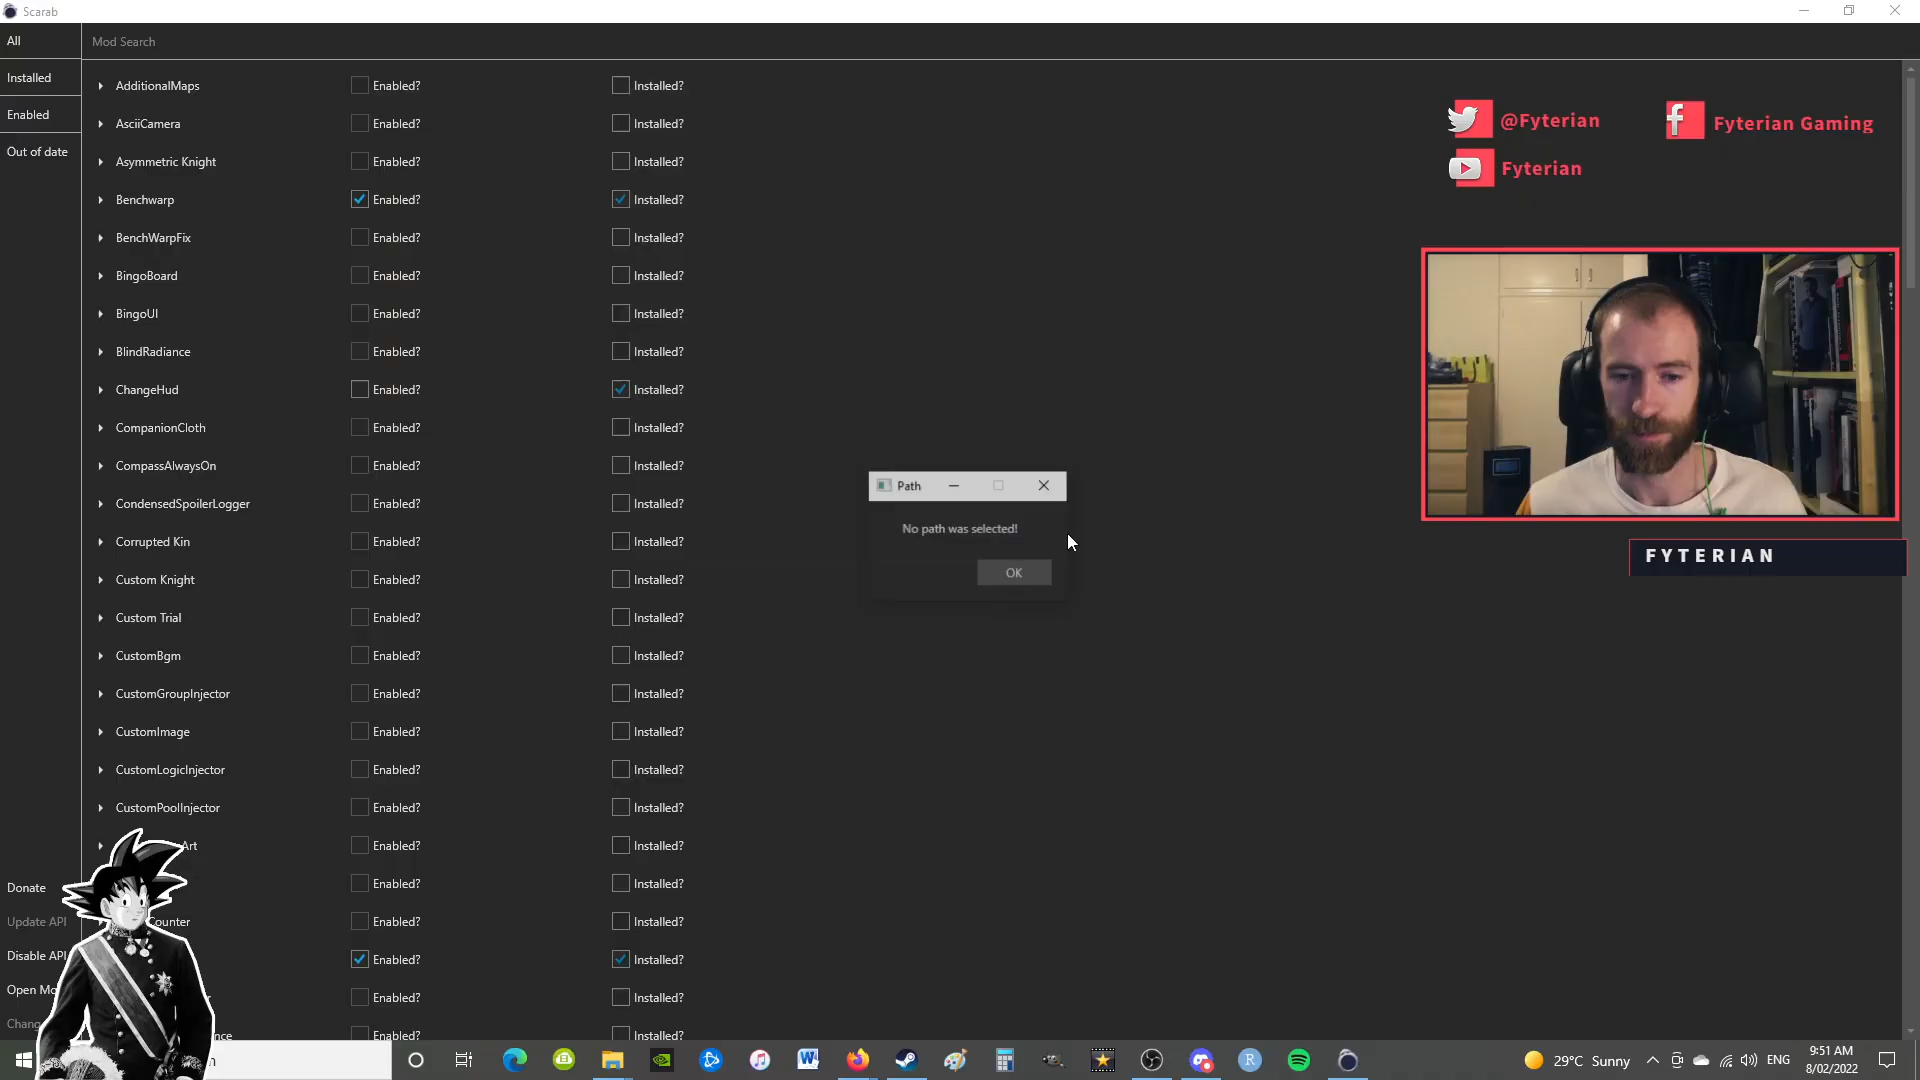 Scarab
All
Mod Search
Installed
Enabled
Out of date
AdditionalMaps Enabled? Installed?
AsciiCamera Enabled? Installed?
Asymmetric Knight Enabled? Installed?
Benchwarp Enabled? Installed?
BenchWarpFix Enabled? Installed?
BingoBoard Enabled? Installed?
BingoUI Enabled? Installed?
BlindRadiance Enabled? Installed?
ChangeHud Enabled? Installed?
CompanionCloth Enabled? Installed?
CompassAlwaysOn Enabled? Installed?
CondensedSpoilerLogger Enabled? Installed?
Corrupted Kin Enabled? Installed?
Custom Knight Enabled? Installed?
Custom Trial Enabled? Installed?
CustomBgm Enabled? Installed?
CustomGroupInjector Enabled? Installed?
CustomImage Enabled? Installed?
CustomLogicInjector Enabled? Installed?
CustomPoolInjector Enabled? Installed?
Art Enabled? Installed?
Enabled? Installed?
Counter Enabled? Installed?
Enabled? Installed?
Enabled? Installed?
Enabled? Installed?
Donate
Update API
Disable API
Open Mo
Chang
Path
No path was selected!
OK
@Fyterian
Fyterian Gaming
Fyterian
FYTERIAN
29°C Sunny
ENG
9:51 AM
8/02/2022